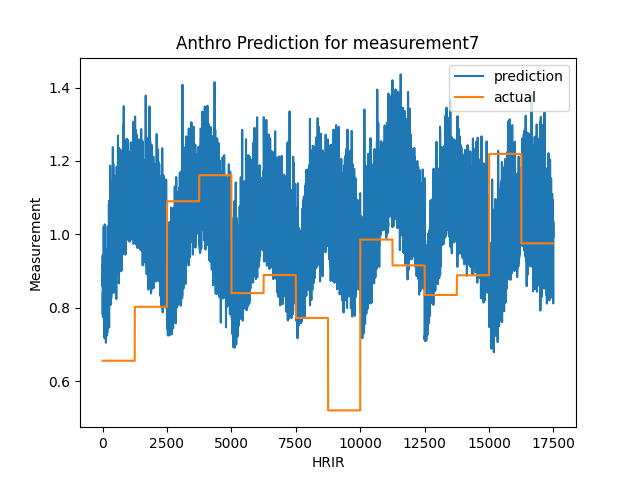 Anthro Prediction for measurement7
prediction
actual
1.4
1.2
1.0
0.8
0.6
Measurement
0 2500 5000 7500 10000 12500 15000 17500
HRIR